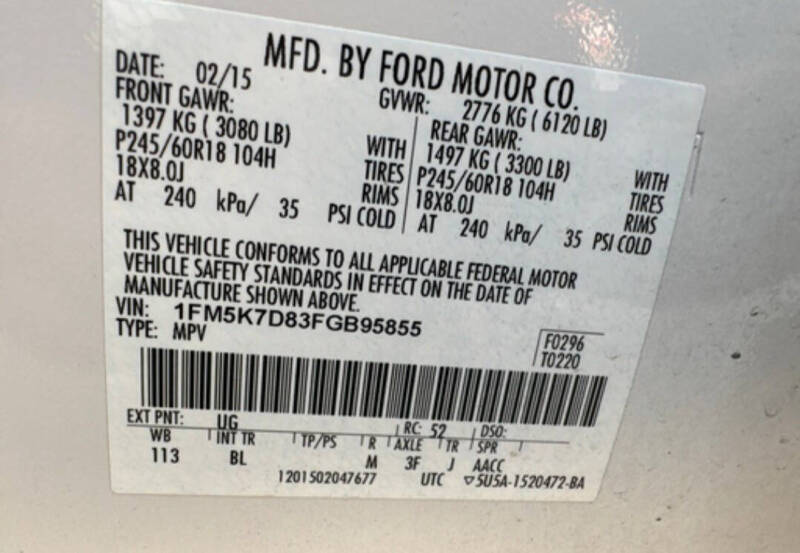 MFD. BY FORD MOTOR CO.
DATE: 02/15 GVWR: 2776 KG ( 6120 LB)
FRONT GAWR: REAR GAWR:
1397 KG ( 3080 LB) WITH 1497 KG ( 3300 LB) WITH
P245/60R18 104H TIRES P245/60R18 104H TIRES
18X8.0J RIMS 18X8.0J RIMS
AT 240 kPa/ 35 PSI COLD AT 240 kPa/ 35 PSI COLD
THIS VEHICLE CONFORMS TO ALL APPLICABLE FEDERAL MOTOR
VEHICLE SAFETY STANDARDS IN EFFECT ON THE DATE OF
MANUFACTURE SHOWN ABOVE.
VIN: 1FM5K7D83FGB95855
TYPE: MPV
F0296
T0220
EXT PNT: UG RC: 52 DSO:
WB INT TR TP/PS R AXLE TR SPR
113 BL M 3F J AACC
1201502047677 UTC ▽5U5A-1520472-BA